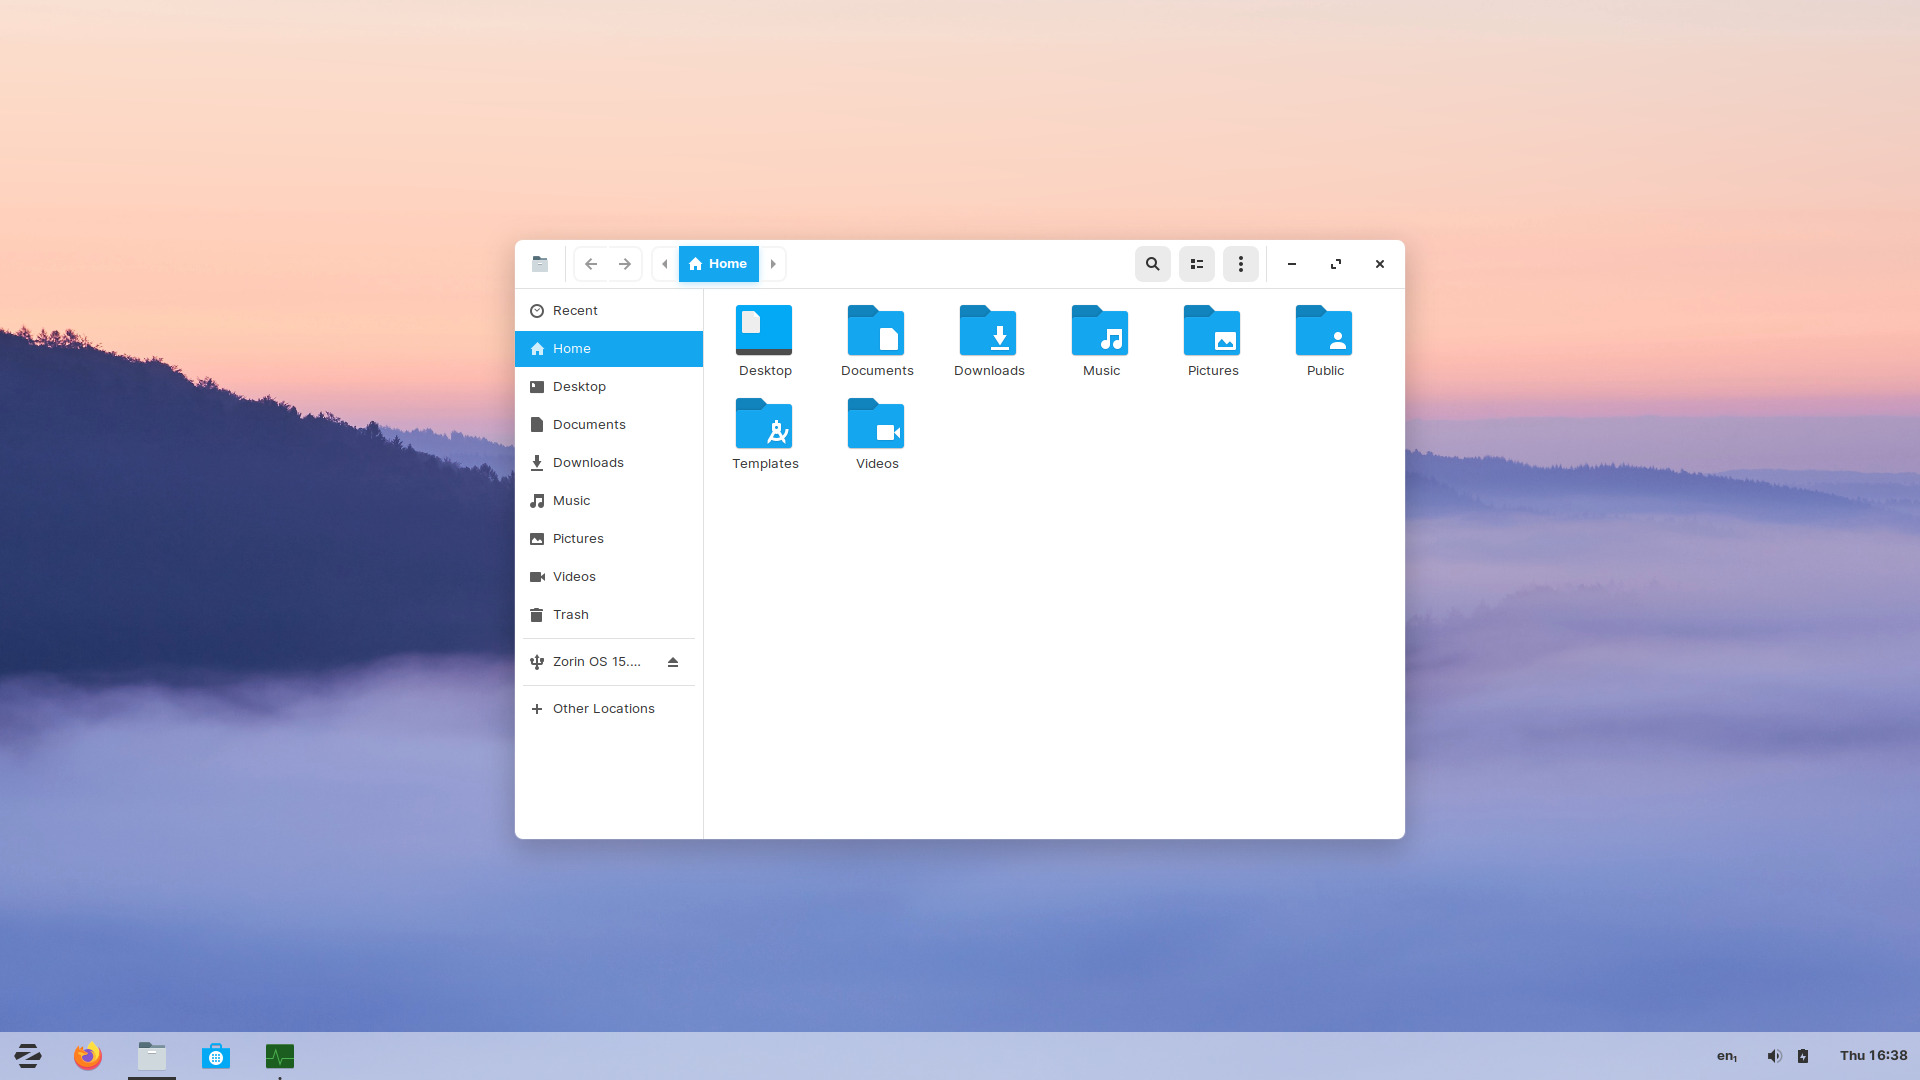 Home
Recent
Home
Desktop
Documents
Downloads
Music
Pictures
Videos
Trash
Zorin OS 15....
Other Locations
Desktop
Documents
Downloads
Music
Pictures
Public
Templates
Videos
en₁
Thu 16:38